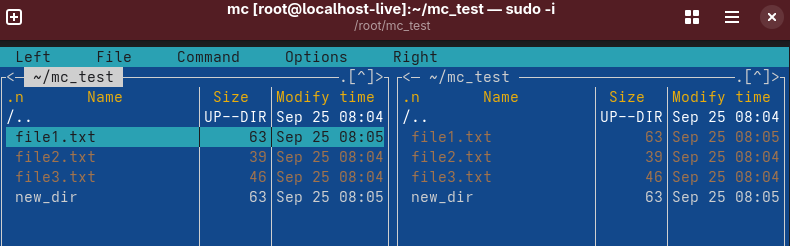 mc [root@localhost-live]:~/mc_test — sudo -i
/root/mc_test
Left File Command Options Right
<— ~/mc_test .[^]> <— ~/mc_test .[^]>
.n Name Size Modify time .n Name Size Modify time
/.. UP--DIR Sep 25 08:04 /.. UP--DIR Sep 25 08:04
file1.txt 63 Sep 25 08:05 file1.txt 63 Sep 25 08:05
file2.txt 39 Sep 25 08:04 file2.txt 39 Sep 25 08:04
file3.txt 46 Sep 25 08:04 file3.txt 46 Sep 25 08:04
new_dir 63 Sep 25 08:05 new_dir 63 Sep 25 08:05